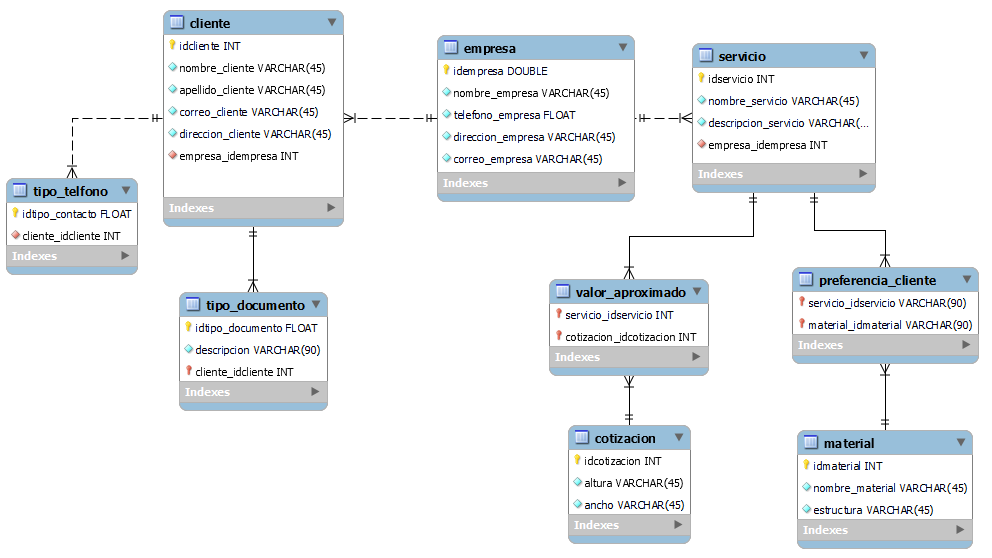 cliente
idcliente INT
nombre_cliente VARCHAR(45)
apellido_cliente VARCHAR(45)
correo_cliente VARCHAR(45)
direccion_cliente VARCHAR(45)
empresa_idempresa INT
Indexes
empresa
idempresa DOUBLE
nombre_empresa VARCHAR(45)
telefono_empresa FLOAT
direccion_empresa VARCHAR(45)
correo_empresa VARCHAR(45)
Indexes
servicio
idservicio INT
nombre_servicio VARCHAR(45)
descripcion_servicio VARCHAR(...
empresa_idempresa INT
Indexes
tipo_telfono
idtipo_contacto FLOAT
cliente_idcliente INT
Indexes
tipo_documento
idtipo_documento FLOAT
descripcion VARCHAR(90)
cliente_idcliente INT
Indexes
valor_aproximado
servicio_idservicio INT
cotizacion_idcotizacion INT
Indexes
preferencia_cliente
servicio_idservicio VARCHAR(90)
material_idmaterial VARCHAR(90)
Indexes
cotizacion
idcotizacion INT
altura VARCHAR(45)
ancho VARCHAR(45)
Indexes
material
idmaterial INT
nombre_material VARCHAR(45)
estructura VARCHAR(45)
Indexes